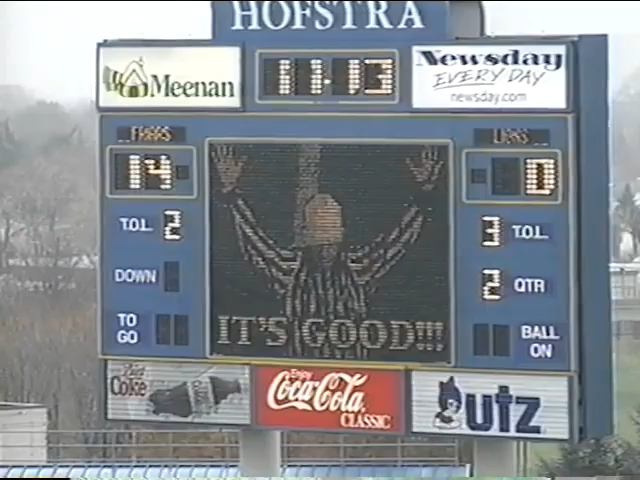 HOFSTRA
Meenan
11:13
Newsday
EVERY DAY
newsday.com
14
0
T.O.L. 2
3 T.O.L.
DOWN
2 QTR
TO
GO
BALL
ON
IT'S GOOD!!!
Diet
Coke
Enjoy
Coca-Cola
CLASSIC
utz